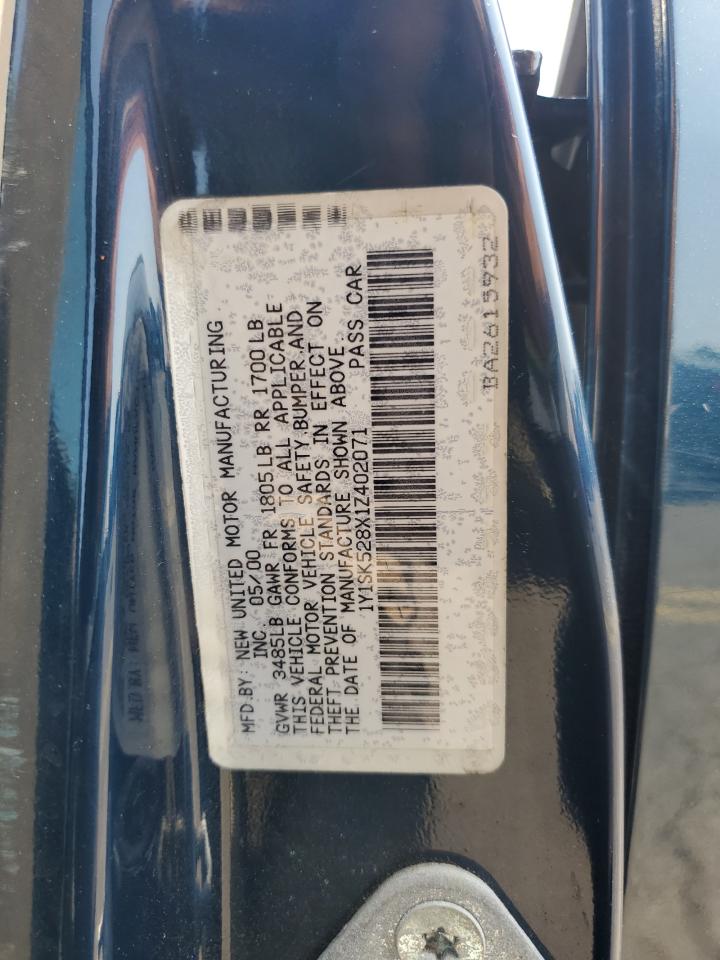 MFD.BY: NEW UNITED MOTOR MANUFACTURING
INC. 05/00
GVWR 3485LB GAWR FR 1805LB RR 1700LB
THIS VEHICLE CONFORMS TO ALL APPLICABLE
FEDERAL MOTOR VEHICLE SAFETY,BUMPER,AND
THEFT PREVENTION STANDARDS IN EFFECT ON
THE DATE OF MANUFACTURE SHOWN ABOVE.
1Y1SK528X1Z402071 PASS CAR
BA2615932